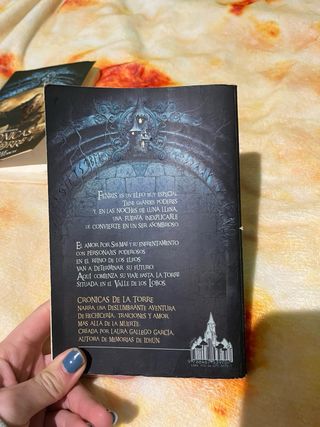 FENRIS ES UN ELFO MUY ESPECIAL.
TIENE GRANDES PODERES
Y, EN LAS NOCHES DE LUNA LLENA,
UNA FUERZA INEXPLICABLE
LE CONVIERTE EN UN SER ASOMBROSO.
EL AMOR POR SHI-MAE Y SU ENFRENTAMIENTO
CON PERSONAJES PODEROSOS
EN EL REINO DE LOS ELFOS
VAN A DETERMINAR SU FUTURO.
AQUÍ COMIENZA SU VIAJE HASTA LA TORRE
SITUADA EN EL VALLE DE LOS LOBOS.
CRÓNICAS DE LA TORRE
NARRA UNA DESLUMBRANTE AVENTURA
DE HECHICERÍA, TRAICIONES Y AMOR
MÁS ALLÁ DE LA MUERTE.
CREADA POR LAURA GALLEGO GARCÍA,
AUTORA DE MEMORIAS DE IDHÚN